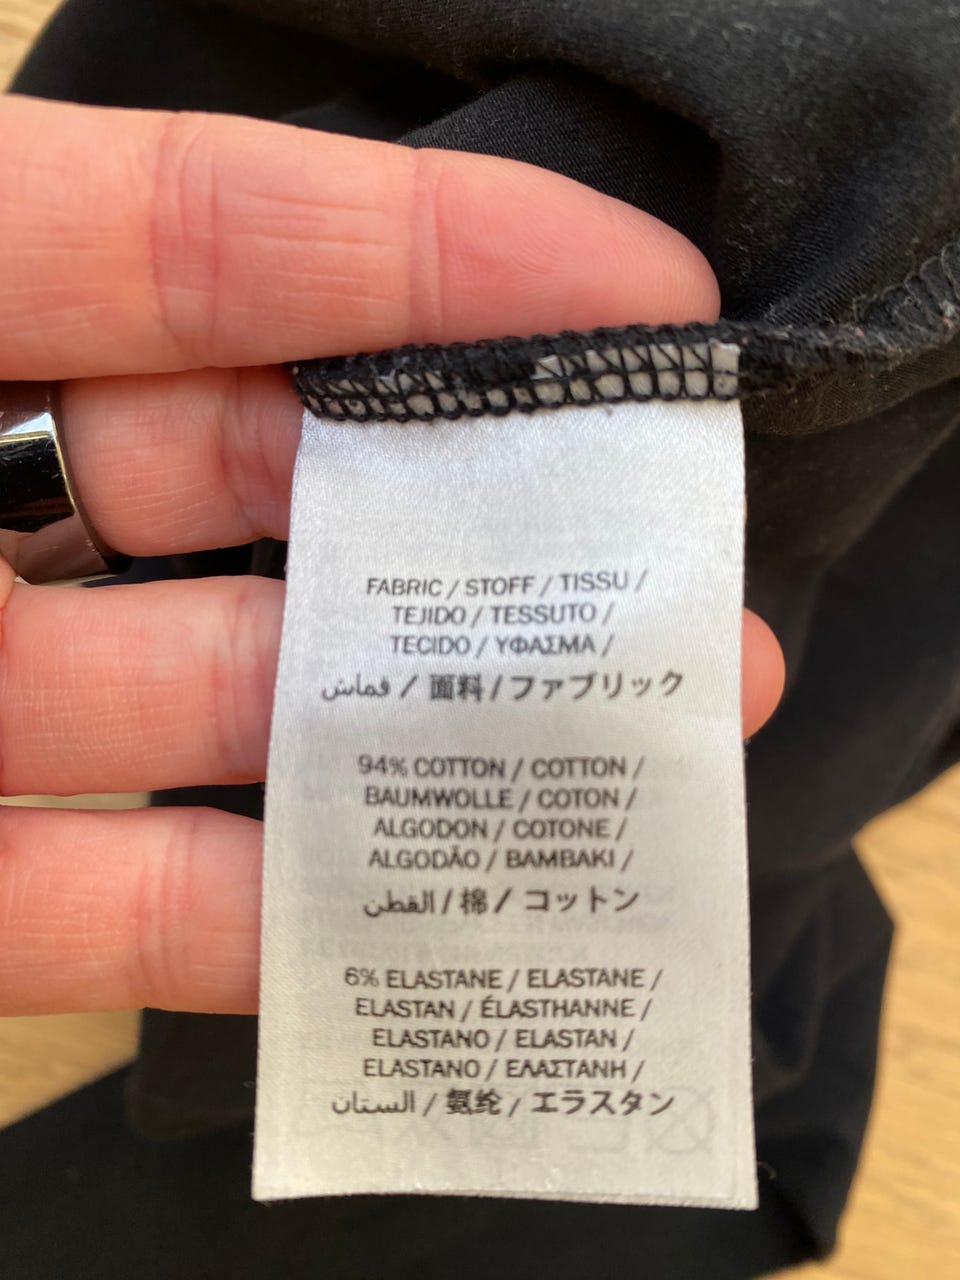 FABRIC / STOFF / TISSU /
TEJIDO / TESSUTO /
TECIDO / ΥΦΑΣΜΑ /
قماش / 面料 / ファブリック
94% COTTON / COTTON /
BAUMWOLLE / COTON /
ALGODON / COTONE /
ALGODÃO / BAMBAKI /
القطن / 棉 / コットン
6% ELASTANE / ELASTANE /
ELASTAN / ÉLASTHANNE /
ELASTANO / ELASTAN /
ELASTANO / ΕΛΑΣΤΑΝΗ /
الستان / 氨纶 / エラスタン